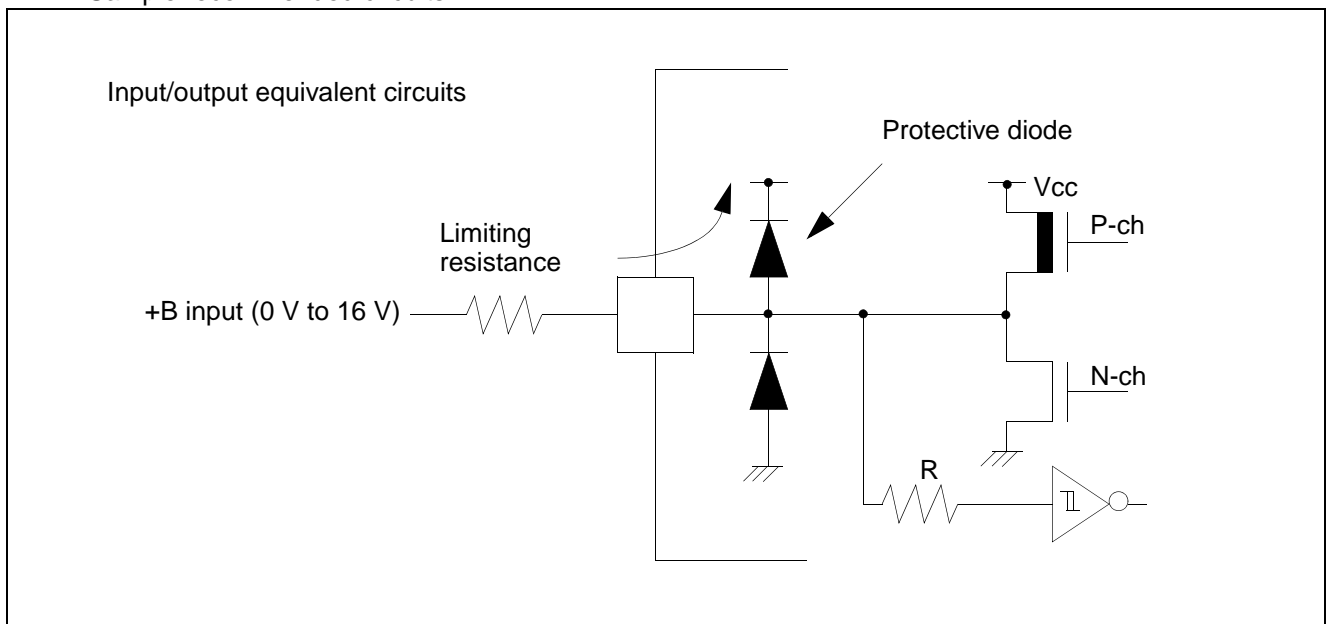 Input/output equivalent circuits
Protective diode
Vcc
P-ch
Limiting
resistance
+B input (0 V to 16 V)
N-ch
R